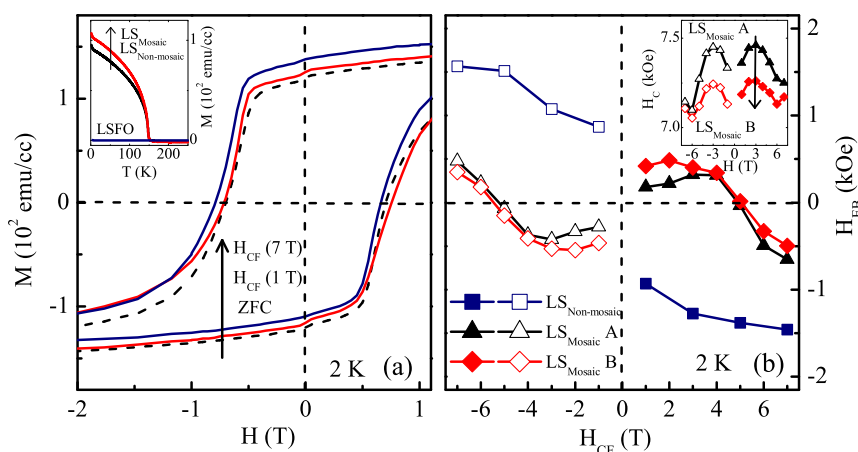 LS_Mosaic
LS_Non-mosaic
LSFO
0 100 200
T (K)
0
1
M (10^2 emu/cc)
1
0
-1
M (10^2 emu/cc)
H_CF (7 T)
H_CF (1 T)
ZFC
2 K
(a)
-2 -1 0 1
H (T)
LS_Mosaic A
7.5
7.0
H_C (kOe)
LS_Mosaic B
-6 -3 0 3 6
H (T)
2
1
0
-1
-2
H_EB (kOe)
LS_Non-mosaic
LS_Mosaic A
LS_Mosaic B
2 K
(b)
-6 -4 -2 0 2 4 6
H_CF (T)